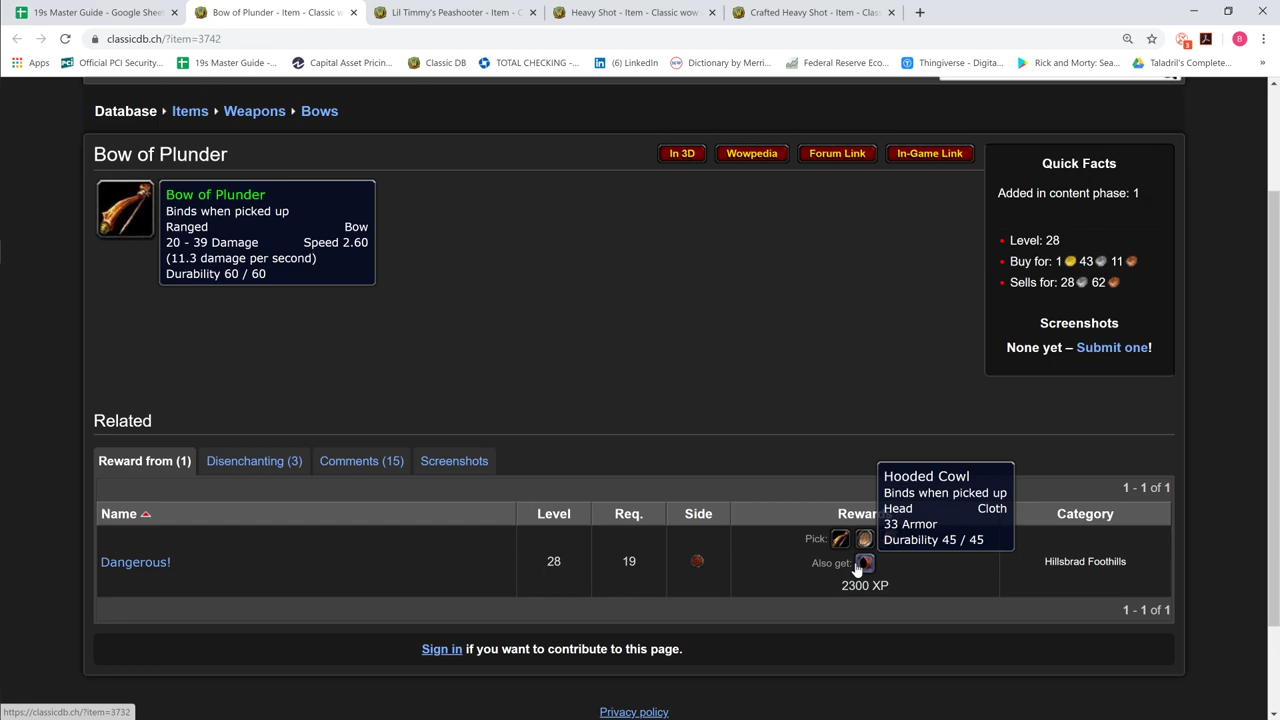 19s Master Guide - Google Sheet
Bow of Plunder - Item - Classic w
Lil Timmy's Peashooter - Item - C
Heavy Shot - Item - Classic wow
Crafted Heavy Shot - Item - Class
classicdb.ch/?item=3742
Apps
Official PCI Security...
19s Master Guide -...
Capital Asset Pricin...
Classic DB
TOTAL CHECKING -...
(6) LinkedIn
Dictionary by Merri...
Federal Reserve Eco...
Thingiverse - Digita...
Rick and Morty: Sea...
Taladril's Complete...
Database Items Weapons Bows
Bow of Plunder
In 3D
Wowpedia
Forum Link
In-Game Link
Bow of Plunder
Binds when picked up
Ranged Bow
20 - 39 Damage Speed 2.60
(11.3 damage per second)
Durability 60 / 60
Quick Facts
Added in content phase: 1
Level: 28
Buy for: 1 43 11
Sells for: 28 62
Screenshots
None yet – Submit one!
Related
Reward from (1)
Disenchanting (3)
Comments (15)
Screenshots
1 - 1 of 1
Name Level Req. Side Reward Category
Hooded Cowl
Binds when picked up
Head Cloth
33 Armor
Durability 45 / 45
Pick:
Dangerous! 28 19 Also get: Hillsbrad Foothills
2300 XP
1 - 1 of 1
Sign in if you want to contribute to this page.
Privacy policy
https://classicdb.ch/?item=3732